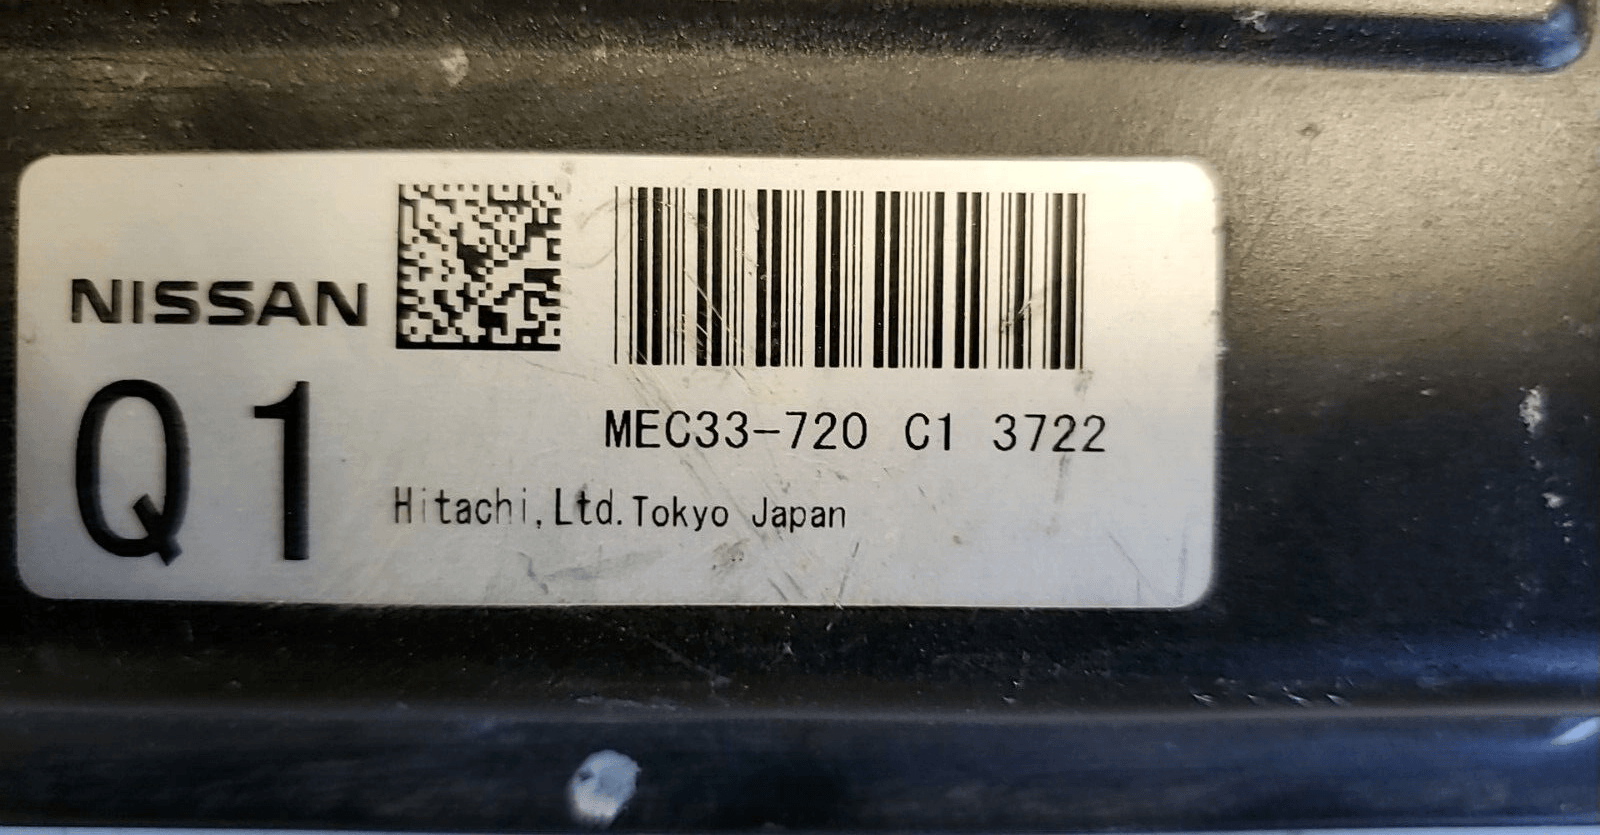 NISSAN
Q1
MEC33-720 C1 3722
Hitachi,Ltd.Tokyo Japan